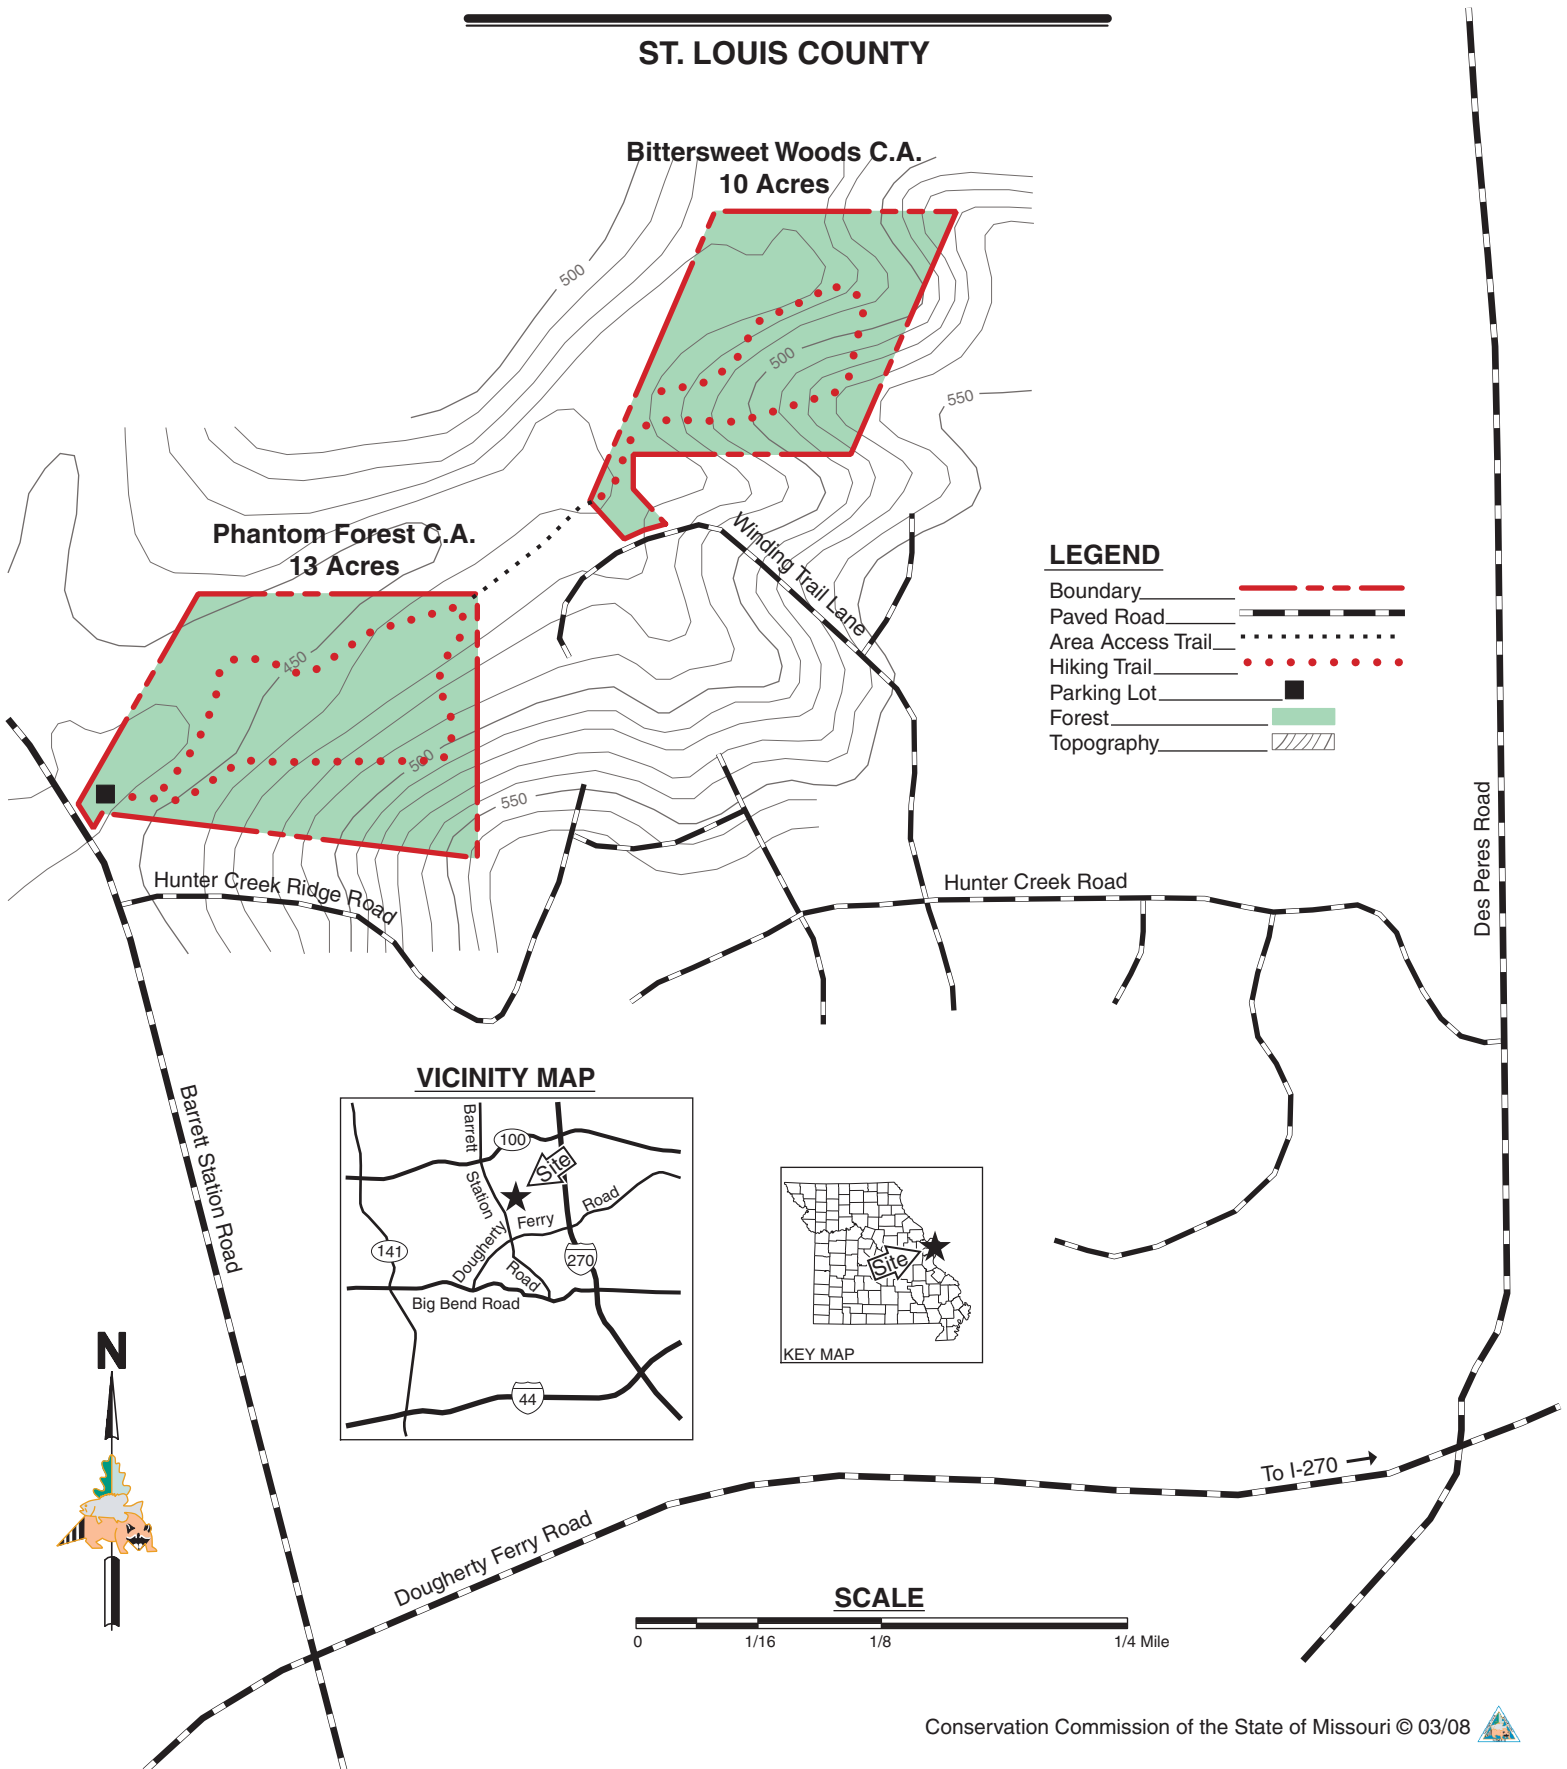 ST. LOUIS COUNTY
Bittersweet Woods C.A.
10 Acres
500
500
550
Phantom Forest C.A.
13 Acres
Winding Trail Lane
LEGEND
Boundary
Paved Road
Area Access Trail
Hiking Trail
Parking Lot
Forest
Topography
450
500
550
Des Peres Road
Hunter Creek Ridge Road
Hunter Creek Road
Barrett Station Road
VICINITY MAP
Barrett
Station
Road
100
Site
Dougherty
Ferry
Road
141
270
Big Bend Road
44
Site
KEY MAP
N
To I-270
Dougherty Ferry Road
SCALE
0 1/16 1/8 1/4 Mile
Conservation Commission of the State of Missouri © 03/08